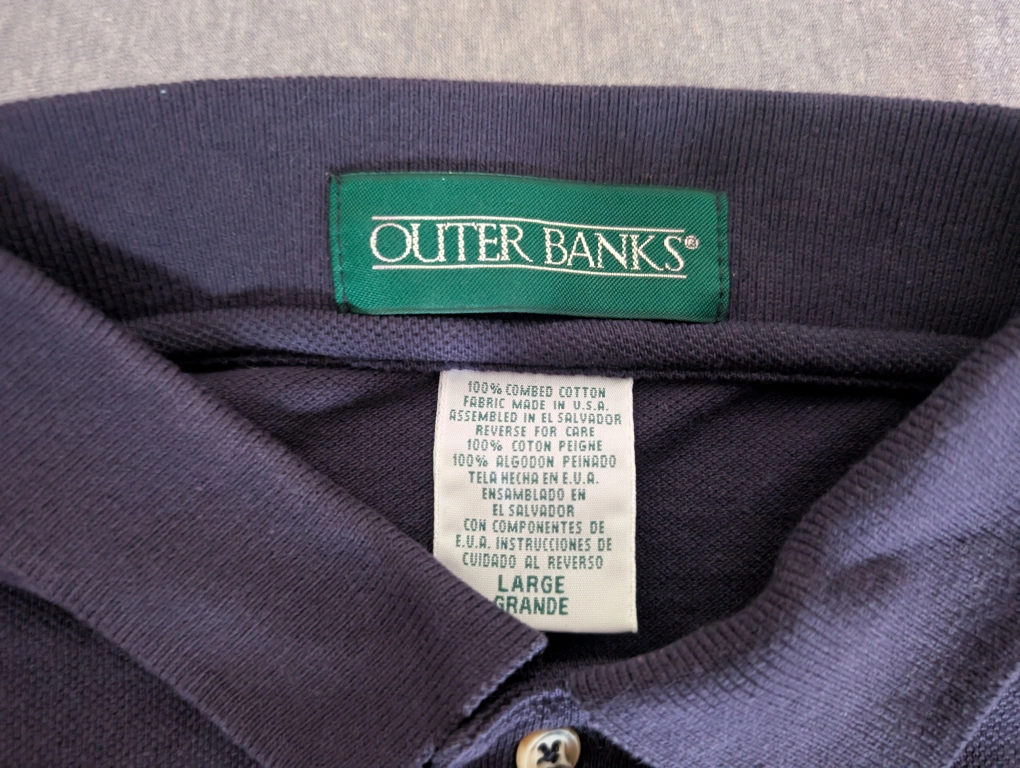 OUTER BANKS®
100% COMBED COTTON
FABRIC MADE IN U.S.A.
ASSEMBLED IN EL SALVADOR
REVERSE FOR CARE
100% COTON PEIGNE
100% ALGODON PEINADO
TELA HECHA EN E.U.A.
ENSAMBLADO EN
EL SALVADOR
CON COMPONENTES DE
E.U.A. INSTRUCCIONES DE
CUIDADO AL REVERSO
LARGE
GRANDE